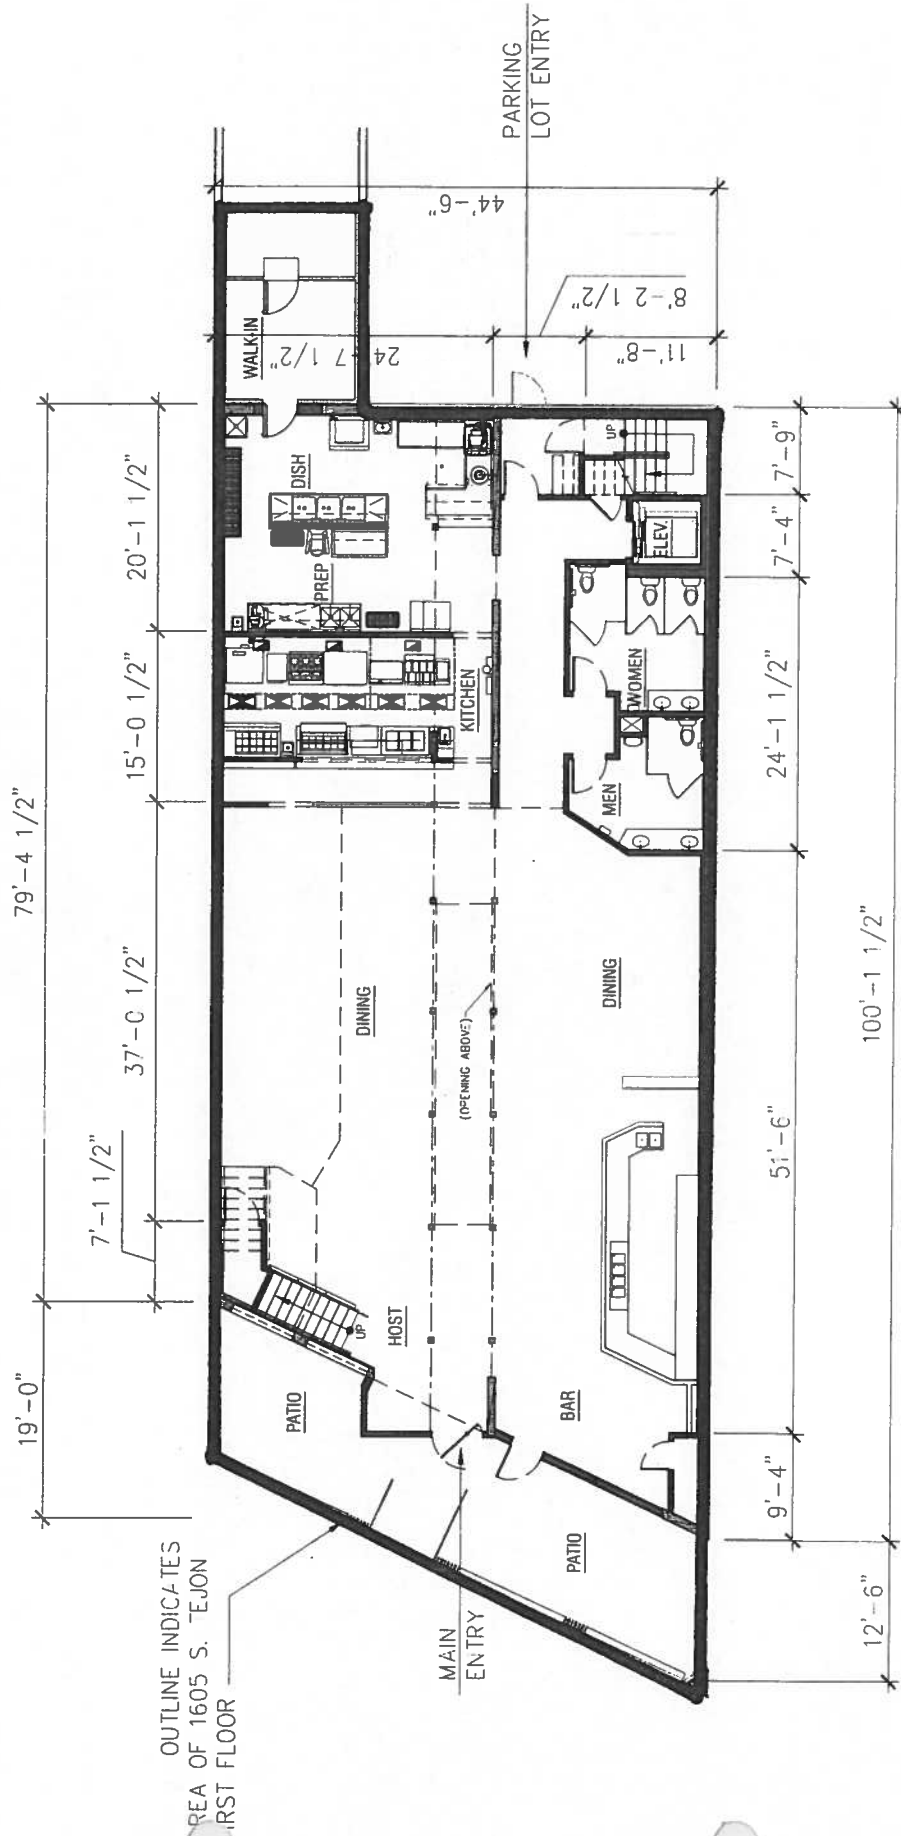 PARKING
LOT ENTRY
44'-6"
8'-2 1/2"
24'-7 1/2"
11'-8"
WALK-IN
DISH
PREP
KITCHEN
UP
ELEV.
WOMEN
MEN
7'-9"
7'-4"
24'-1 1/2"
51'-6"
9'-4"
100'-1 1/2"
12'-6"
20'-1 1/2"
15'-0 1/2"
79'-4 1/2"
37'-0 1/2"
7'-1 1/2"
19'-0"
DINING
(OPENING ABOVE)
DINING
UP
HOST
BAR
PATIO
PATIO
MAIN
ENTRY
OUTLINE INDICATES
REA OF 1605 S. TEJON
IRST FLOOR